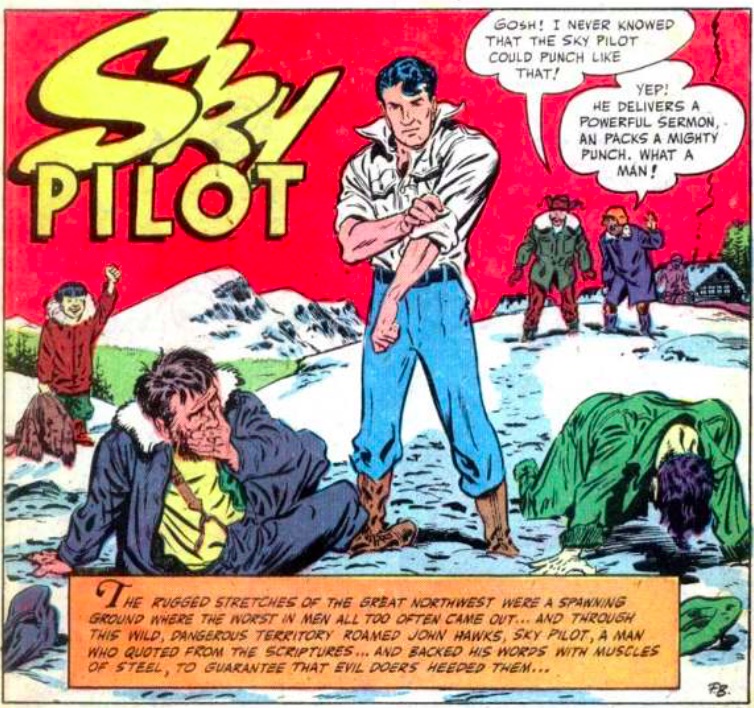 Sky
PILOT
GOSH! I NEVER KNOWED
THAT THE SKY PILOT
COULD PUNCH LIKE
THAT!
YEP!
HE DELIVERS A
POWERFUL SERMON,
AN PACKS A MIGHTY
PUNCH. WHAT A
MAN!
THE RUGGED STRETCHES OF THE GREAT NORTHWEST WERE A SPAWNING
GROUND WHERE THE WORST IN MEN ALL TOO OFTEN CAME OUT... AND THROUGH
THIS WILD, DANGEROUS TERRITORY ROAMED JOHN HAWKS, SKY PILOT, A MAN
WHO QUOTED FROM THE SCRIPTURES... AND BACKED HIS WORDS WITH MUSCLES
OF STEEL, TO GUARANTEE THAT EVIL DOERS HEEDED THEM...
FB.